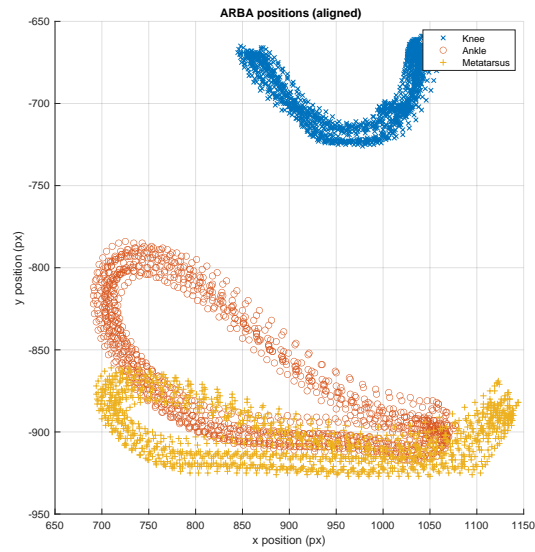 ARBA positions (aligned)
Knee
Ankle
Metatarsus
-650
-700
-750
-800
-850
-900
-950
y position (px)
650 700 750 800 850 900 950 1000 1050 1100 1150
x position (px)